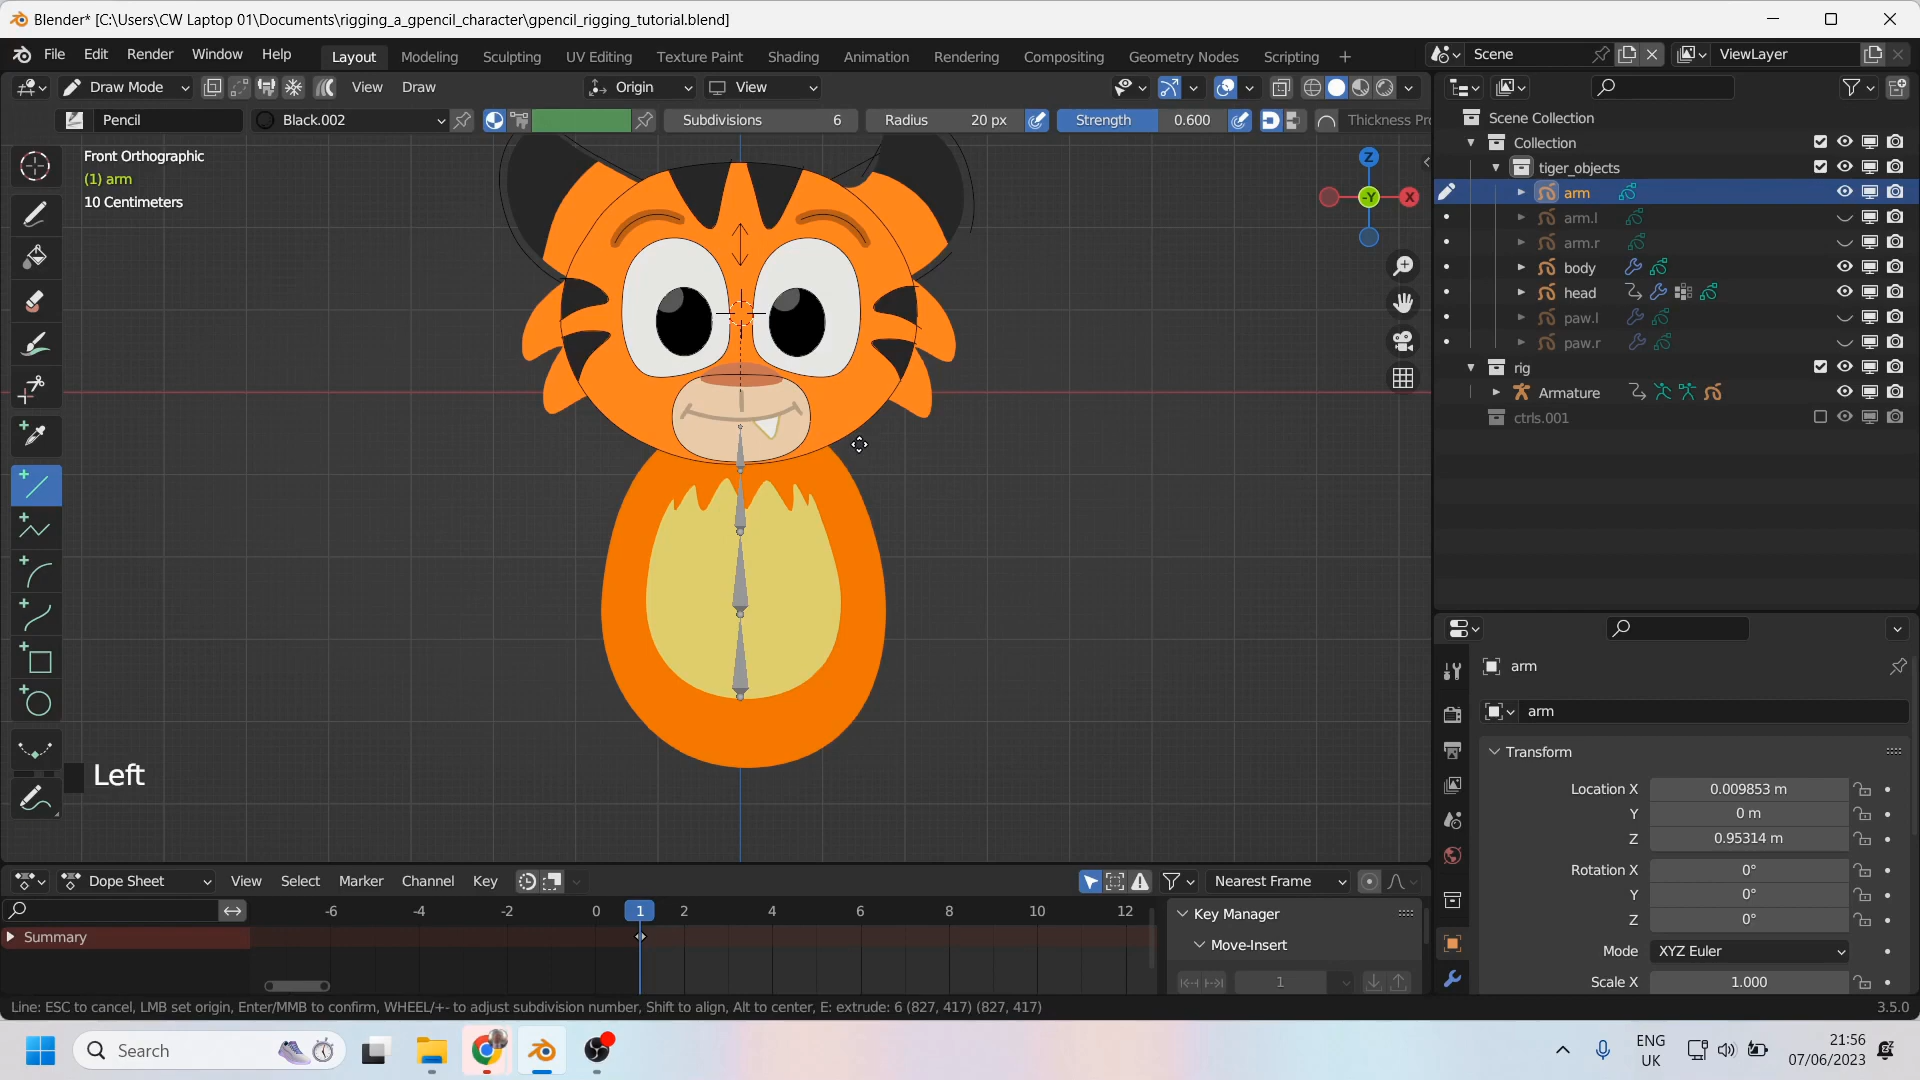 Blender* [C:\Users\CW Laptop 01\Documents\rigging_a_gpencil_character\gpencil_rigging_tutorial.blend]
File Edit Render Window Help Layout Modeling Sculpting UV Editing Texture Paint Shading Animation Rendering Compositing Geometry Nodes Scripting + Scene ViewLayer
Draw Mode View Draw Origin View
Pencil Black.002 Subdivisions 6 Radius 20 px Strength 0.600 Thickness Pr
Front Orthographic
(1) arm
10 Centimeters
Z
-Y X
Left
Scene Collection
Collection
tiger_objects
arm
arm.l
arm.r
body
head
paw.l
paw.r
rig
Armature
ctrls.001
arm
arm
Transform
Location X 0.009853 m
Y 0 m
Z 0.95314 m
Rotation X 0°
Y 0°
Z 0°
Mode XYZ Euler
Scale X 1.000
Dope Sheet View Select Marker Channel Key Nearest Frame
-6 -4 -2 0 1 2 4 6 8 10 12
Summary
Key Manager
Move-Insert
1
Line: ESC to cancel, LMB set origin, Enter/MMB to confirm, WHEEL/+- to adjust subdivision number, Shift to align, Alt to center, E: extrude: 6 (827, 417) (827, 417) 3.5.0
Search ENG UK 21:56 07/06/2023